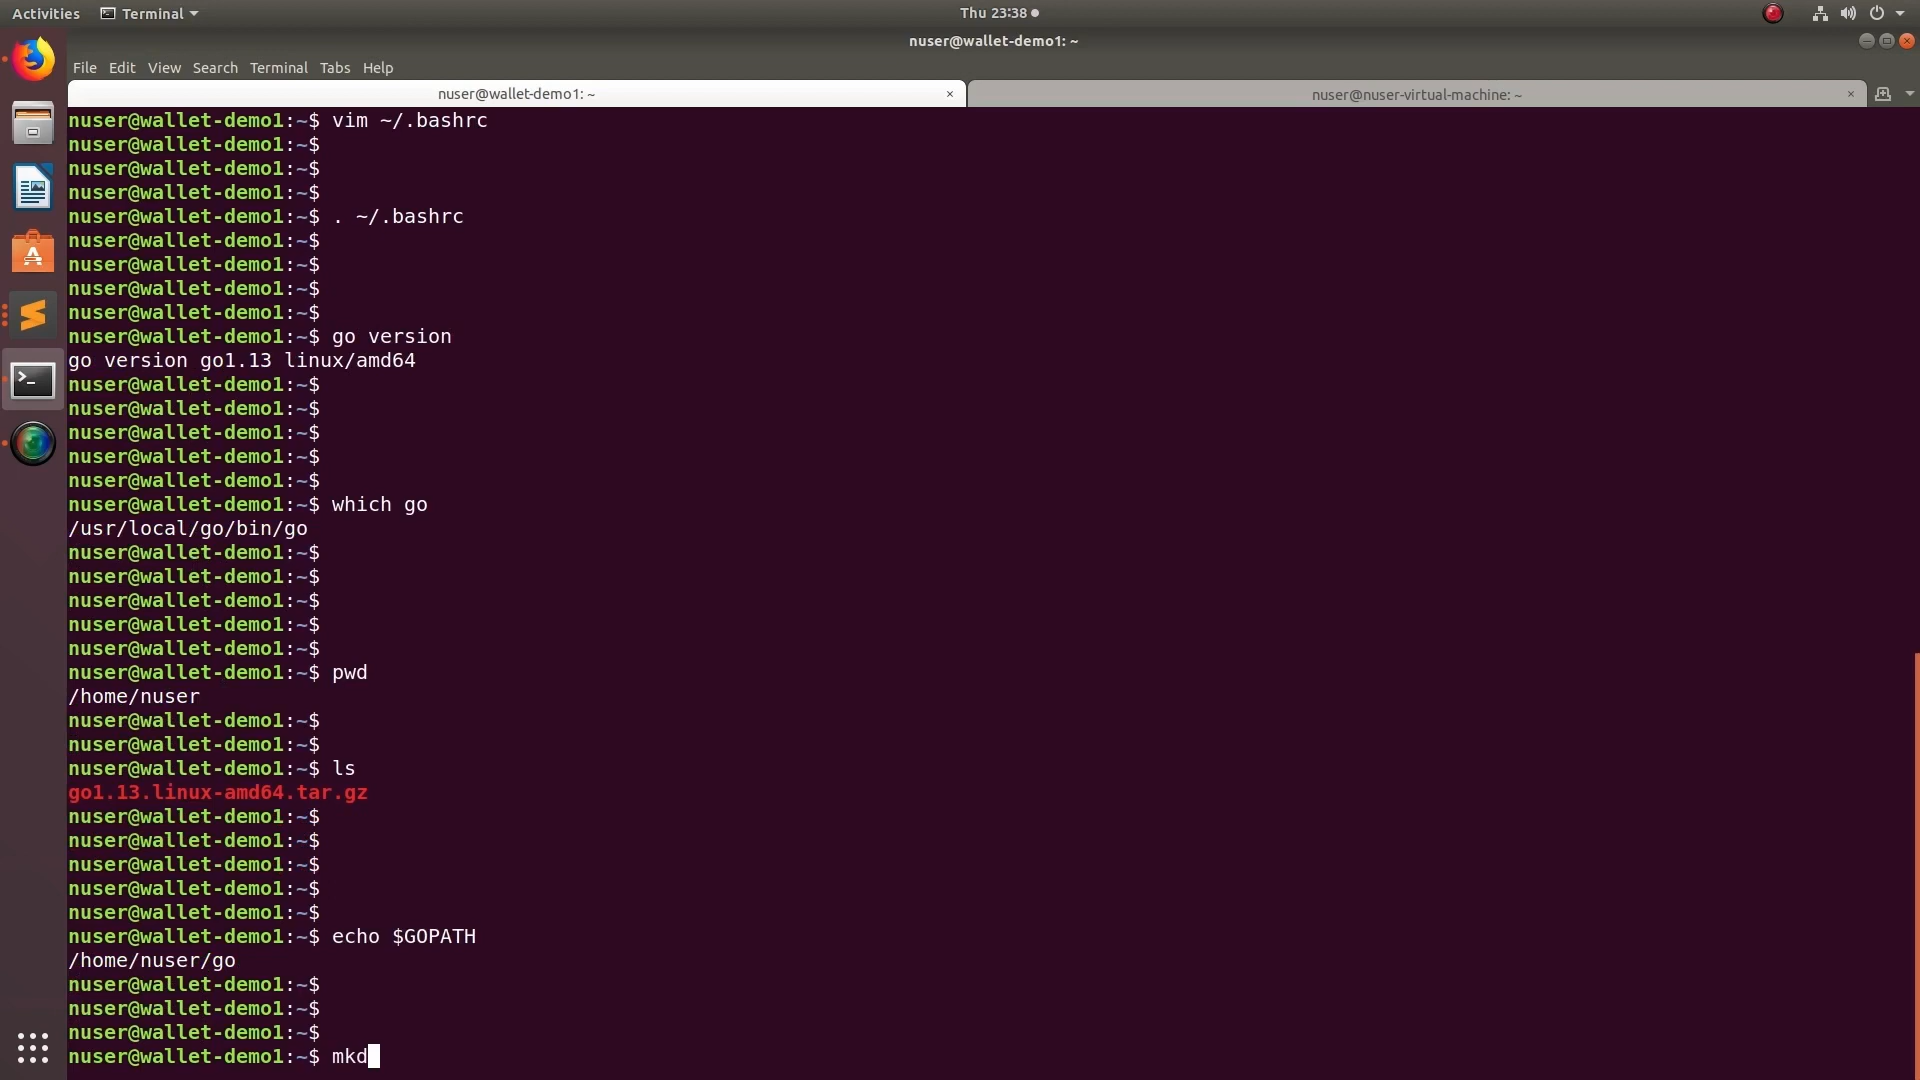 Activities Terminal Thu 23:38
nuser@wallet-demo1: ~
File Edit View Search Terminal Tabs Help
nuser@wallet-demo1: ~ × nuser@nuser-virtual-machine: ~ ×
nuser@wallet-demo1:~$ vim ~/.bashrc
nuser@wallet-demo1:~$
nuser@wallet-demo1:~$
nuser@wallet-demo1:~$
nuser@wallet-demo1:~$ . ~/.bashrc
nuser@wallet-demo1:~$
nuser@wallet-demo1:~$
nuser@wallet-demo1:~$
nuser@wallet-demo1:~$
nuser@wallet-demo1:~$ go version
go version go1.13 linux/amd64
nuser@wallet-demo1:~$
nuser@wallet-demo1:~$
nuser@wallet-demo1:~$
nuser@wallet-demo1:~$
nuser@wallet-demo1:~$
nuser@wallet-demo1:~$ which go
/usr/local/go/bin/go
nuser@wallet-demo1:~$
nuser@wallet-demo1:~$
nuser@wallet-demo1:~$
nuser@wallet-demo1:~$
nuser@wallet-demo1:~$
nuser@wallet-demo1:~$ pwd
/home/nuser
nuser@wallet-demo1:~$
nuser@wallet-demo1:~$
nuser@wallet-demo1:~$ ls
go1.13.linux-amd64.tar.gz
nuser@wallet-demo1:~$
nuser@wallet-demo1:~$
nuser@wallet-demo1:~$
nuser@wallet-demo1:~$
nuser@wallet-demo1:~$
nuser@wallet-demo1:~$ echo $GOPATH
/home/nuser/go
nuser@wallet-demo1:~$
nuser@wallet-demo1:~$
nuser@wallet-demo1:~$
nuser@wallet-demo1:~$ mkd